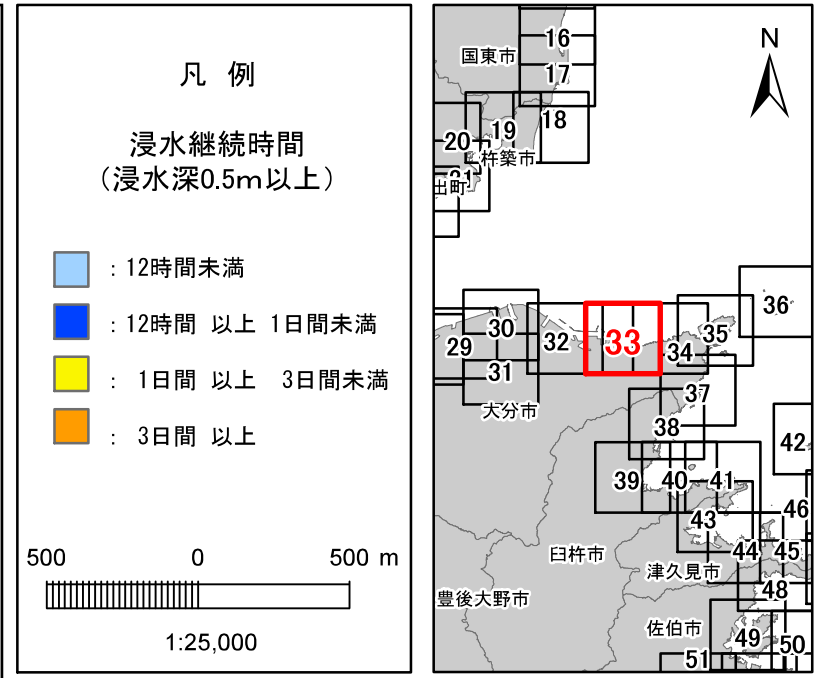 凡 例
浸水継続時間
（浸水深0.5m以上）
：12時間未満
：12時間 以上 1日間未満
： 1日間 以上 3日間未満
： 3日間 以上
500 0 500 m
1:25,000
N
16
国東市
17
18
19
20
杵築市
21
出町
36
35
30
29
32
33
34
31
大分市
37
38
42
39
40
41
46
43
臼杵市
44
45
津久見市
48
豊後大野市
佐伯市
49
50
51